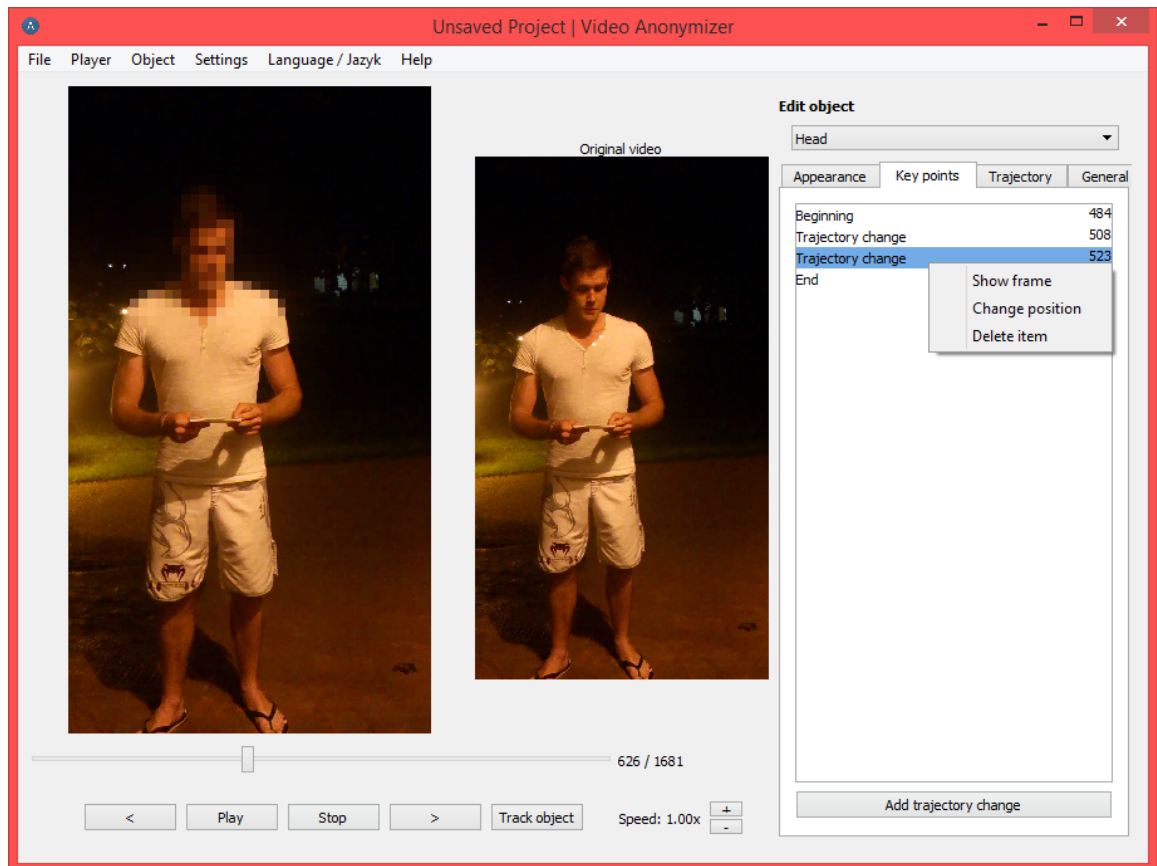 Unsaved Project | Video Anonymizer
File Player Object Settings Language / Jazyk Help
Edit object
Head
Original video
Appearance Key points Trajectory General
Beginning 484
Trajectory change 508
Trajectory change 523
End
Show frame
Change position
Delete item
626 / 1681
Add trajectory change
< Play Stop > Track object Speed: 1.00x + -